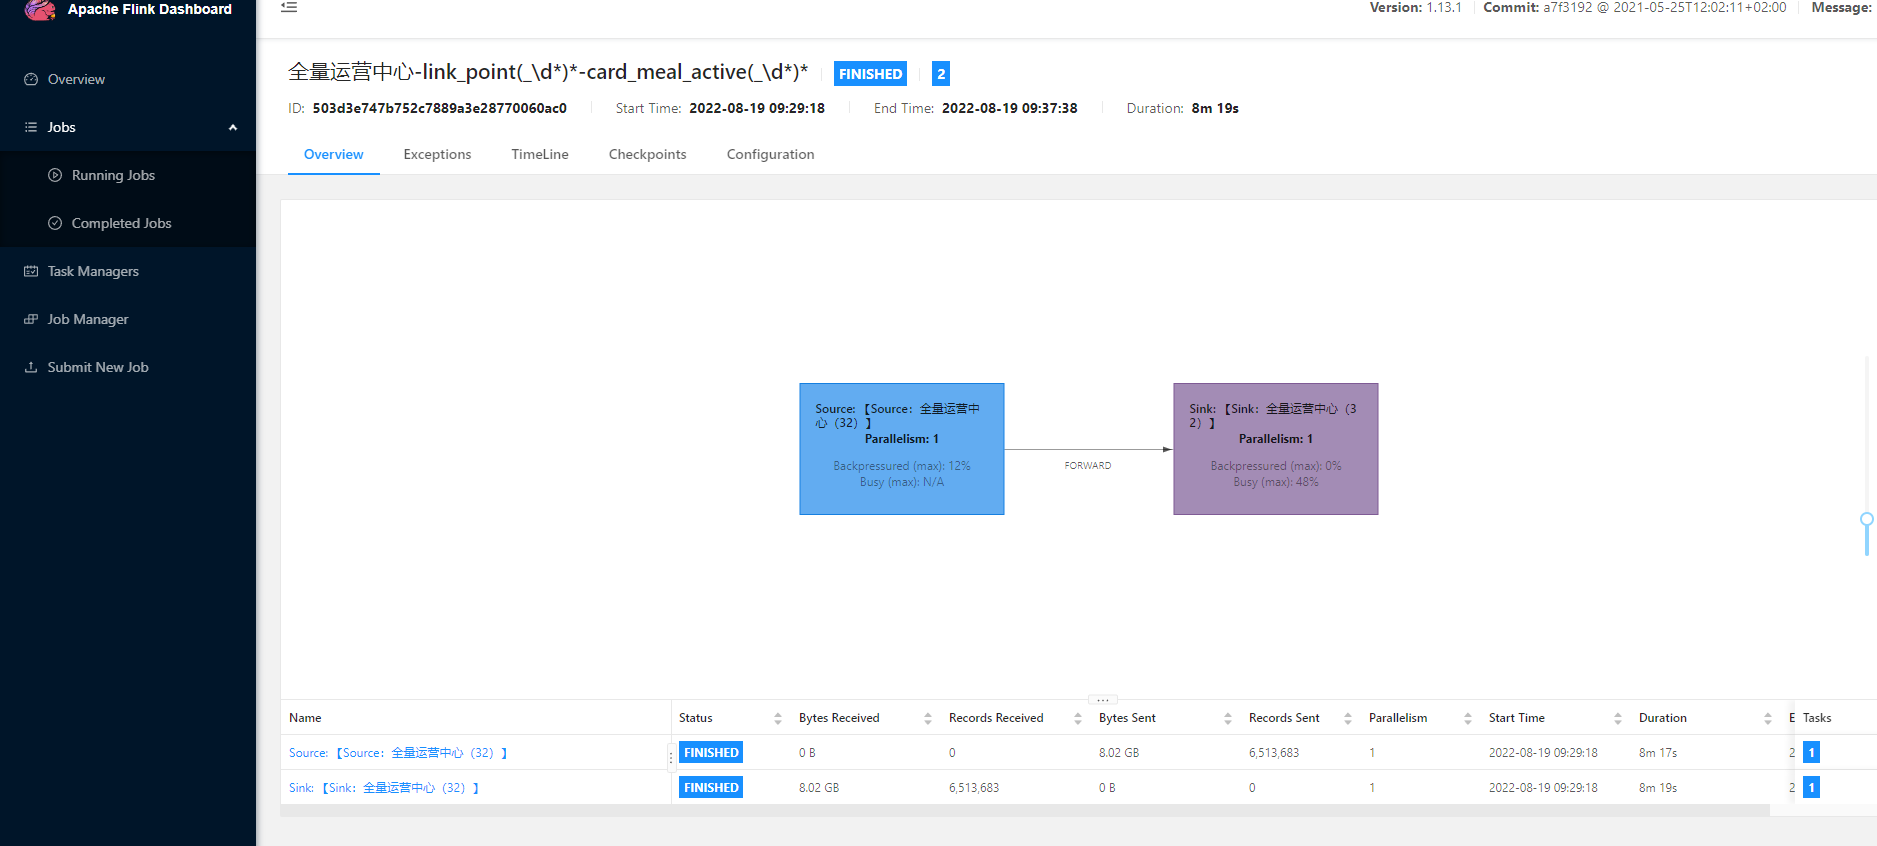 Apache Flink Dashboard
Version: 1.13.1 Commit: a7f3192 @ 2021-05-25T12:02:11+02:00 Message:
Overview
Jobs
Running Jobs
Completed Jobs
Task Managers
Job Manager
Submit New Job
全量运营中心-link_point(_\d*)*-card_meal_active(_\d*)* FINISHED 2
ID: 503d3e747b752c7889a3e28770060ac0 Start Time: 2022-08-19 09:29:18 End Time: 2022-08-19 09:37:38 Duration: 8m 19s
Overview Exceptions TimeLine Checkpoints Configuration
Source: 【Source：全量运营中
心（32）】
Parallelism: 1
Backpressured (max): 12%
Busy (max): N/A
FORWARD
Sink: 【Sink：全量运营中心（3
2）】
Parallelism: 1
Backpressured (max): 0%
Busy (max): 48%
Name Status Bytes Received Records Received Bytes Sent Records Sent Parallelism Start Time Duration E Tasks
Source: 【Source：全量运营中心（32）】 FINISHED 0 B 0 8.02 GB 6,513,683 1 2022-08-19 09:29:18 8m 17s 2 1
Sink: 【Sink：全量运营中心（32）】 FINISHED 8.02 GB 6,513,683 0 B 0 1 2022-08-19 09:29:18 8m 19s 2 1